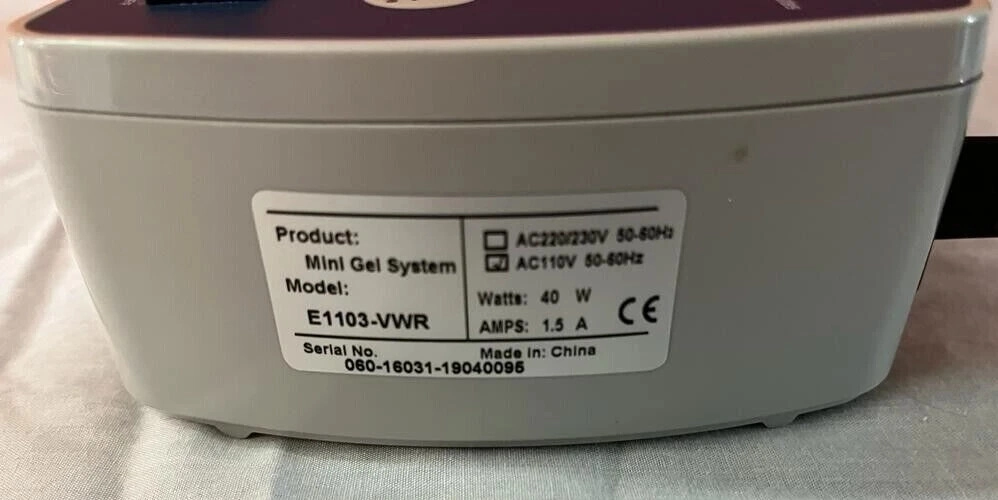 Product:
Mini Gel System
Model:
E1103-VWR
AC220/230V 50-60Hz
AC110V 50-60Hz
Watts: 40 W
AMPS: 1.5 A
CE
Serial No.
060-16031-19040095
Made in: China